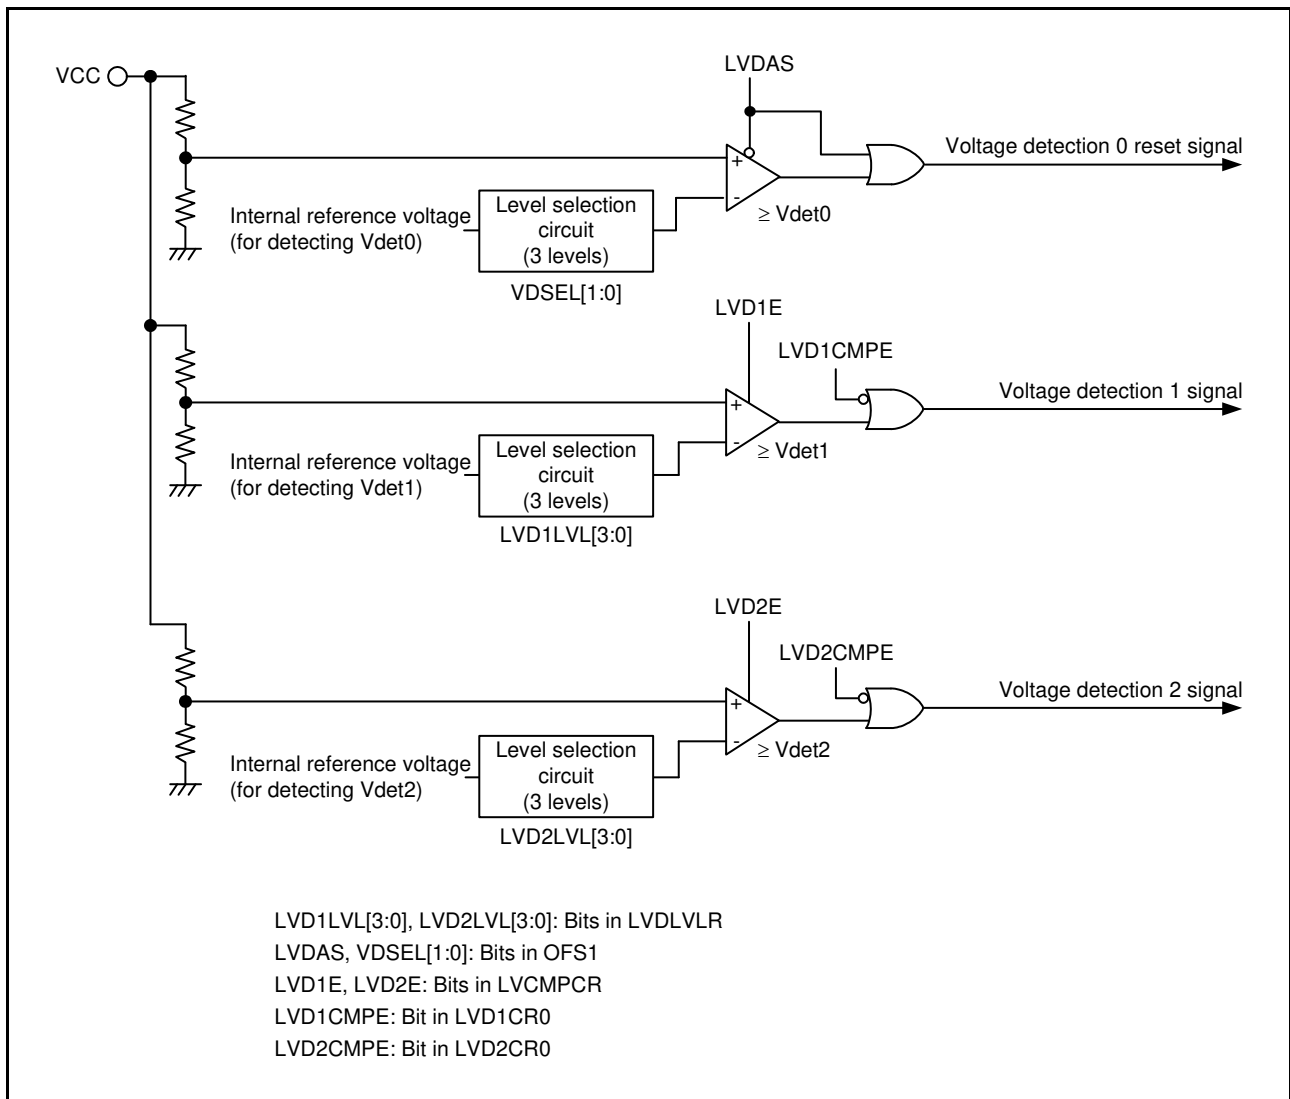 LVDAS
VCC
+
-
Voltage detection 0 reset signal
Internal reference voltage
(for detecting Vdet0)
Level selection
circuit
(3 levels)
≥ Vdet0
VDSEL[1:0]
LVD1E
LVD1CMPE
+
-
Voltage detection 1 signal
Internal reference voltage
(for detecting Vdet1)
Level selection
circuit
(3 levels)
≥ Vdet1
LVD1LVL[3:0]
LVD2E
LVD2CMPE
+
-
Voltage detection 2 signal
Internal reference voltage
(for detecting Vdet2)
Level selection
circuit
(3 levels)
≥ Vdet2
LVD2LVL[3:0]
LVD1LVL[3:0], LVD2LVL[3:0]: Bits in LVDLVLR
LVDAS, VDSEL[1:0]: Bits in OFS1
LVD1E, LVD2E: Bits in LVCMPCR
LVD1CMPE: Bit in LVD1CR0
LVD2CMPE: Bit in LVD2CR0